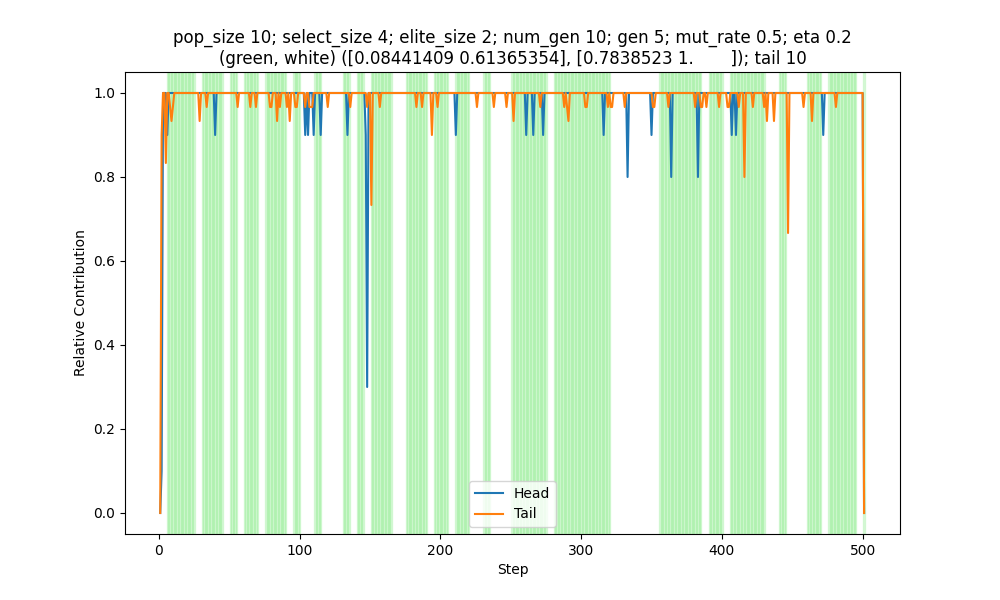 pop_size 10; select_size 4; elite_size 2; num_gen 10; gen 5; mut_rate 0.5; eta 0.2
(green, white) ([0.08441409 0.61365354], [0.7838523 1.        ]); tail 10
1.0
0.8
0.6
0.4
0.2
0.0
Relative Contribution
Head
Tail
0
100
200
300
400
500
Step